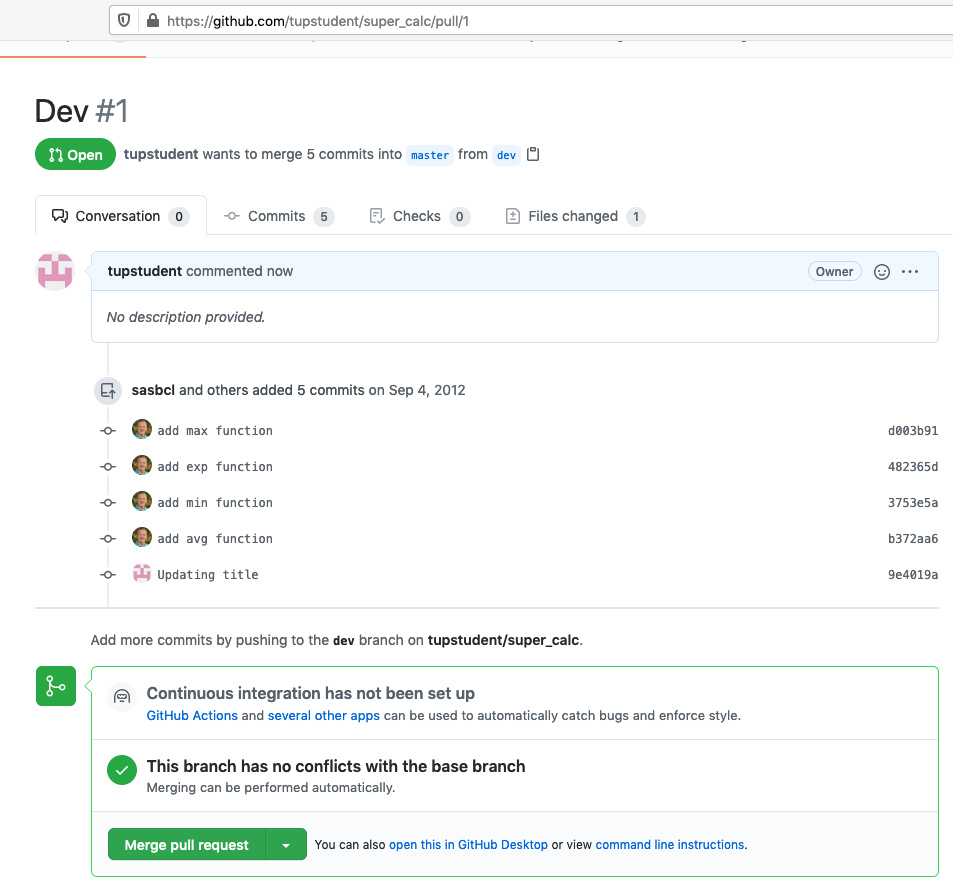 https://github.com/tupstudent/super_calc/pull/1
Dev #1
Open tupstudent wants to merge 5 commits into master from dev
Conversation 0 Commits 5 Checks 0 Files changed 1
tupstudent commented now Owner
No description provided.
sasbcl and others added 5 commits on Sep 4, 2012
add max function d003b91
add exp function 482365d
add min function 3753e5a
add avg function b372aa6
Updating title 9e4019a
Add more commits by pushing to the dev branch on tupstudent/super_calc.
Continuous integration has not been set up
GitHub Actions and several other apps can be used to automatically catch bugs and enforce style.
This branch has no conflicts with the base branch
Merging can be performed automatically.
Merge pull request You can also open this in GitHub Desktop or view command line instructions.